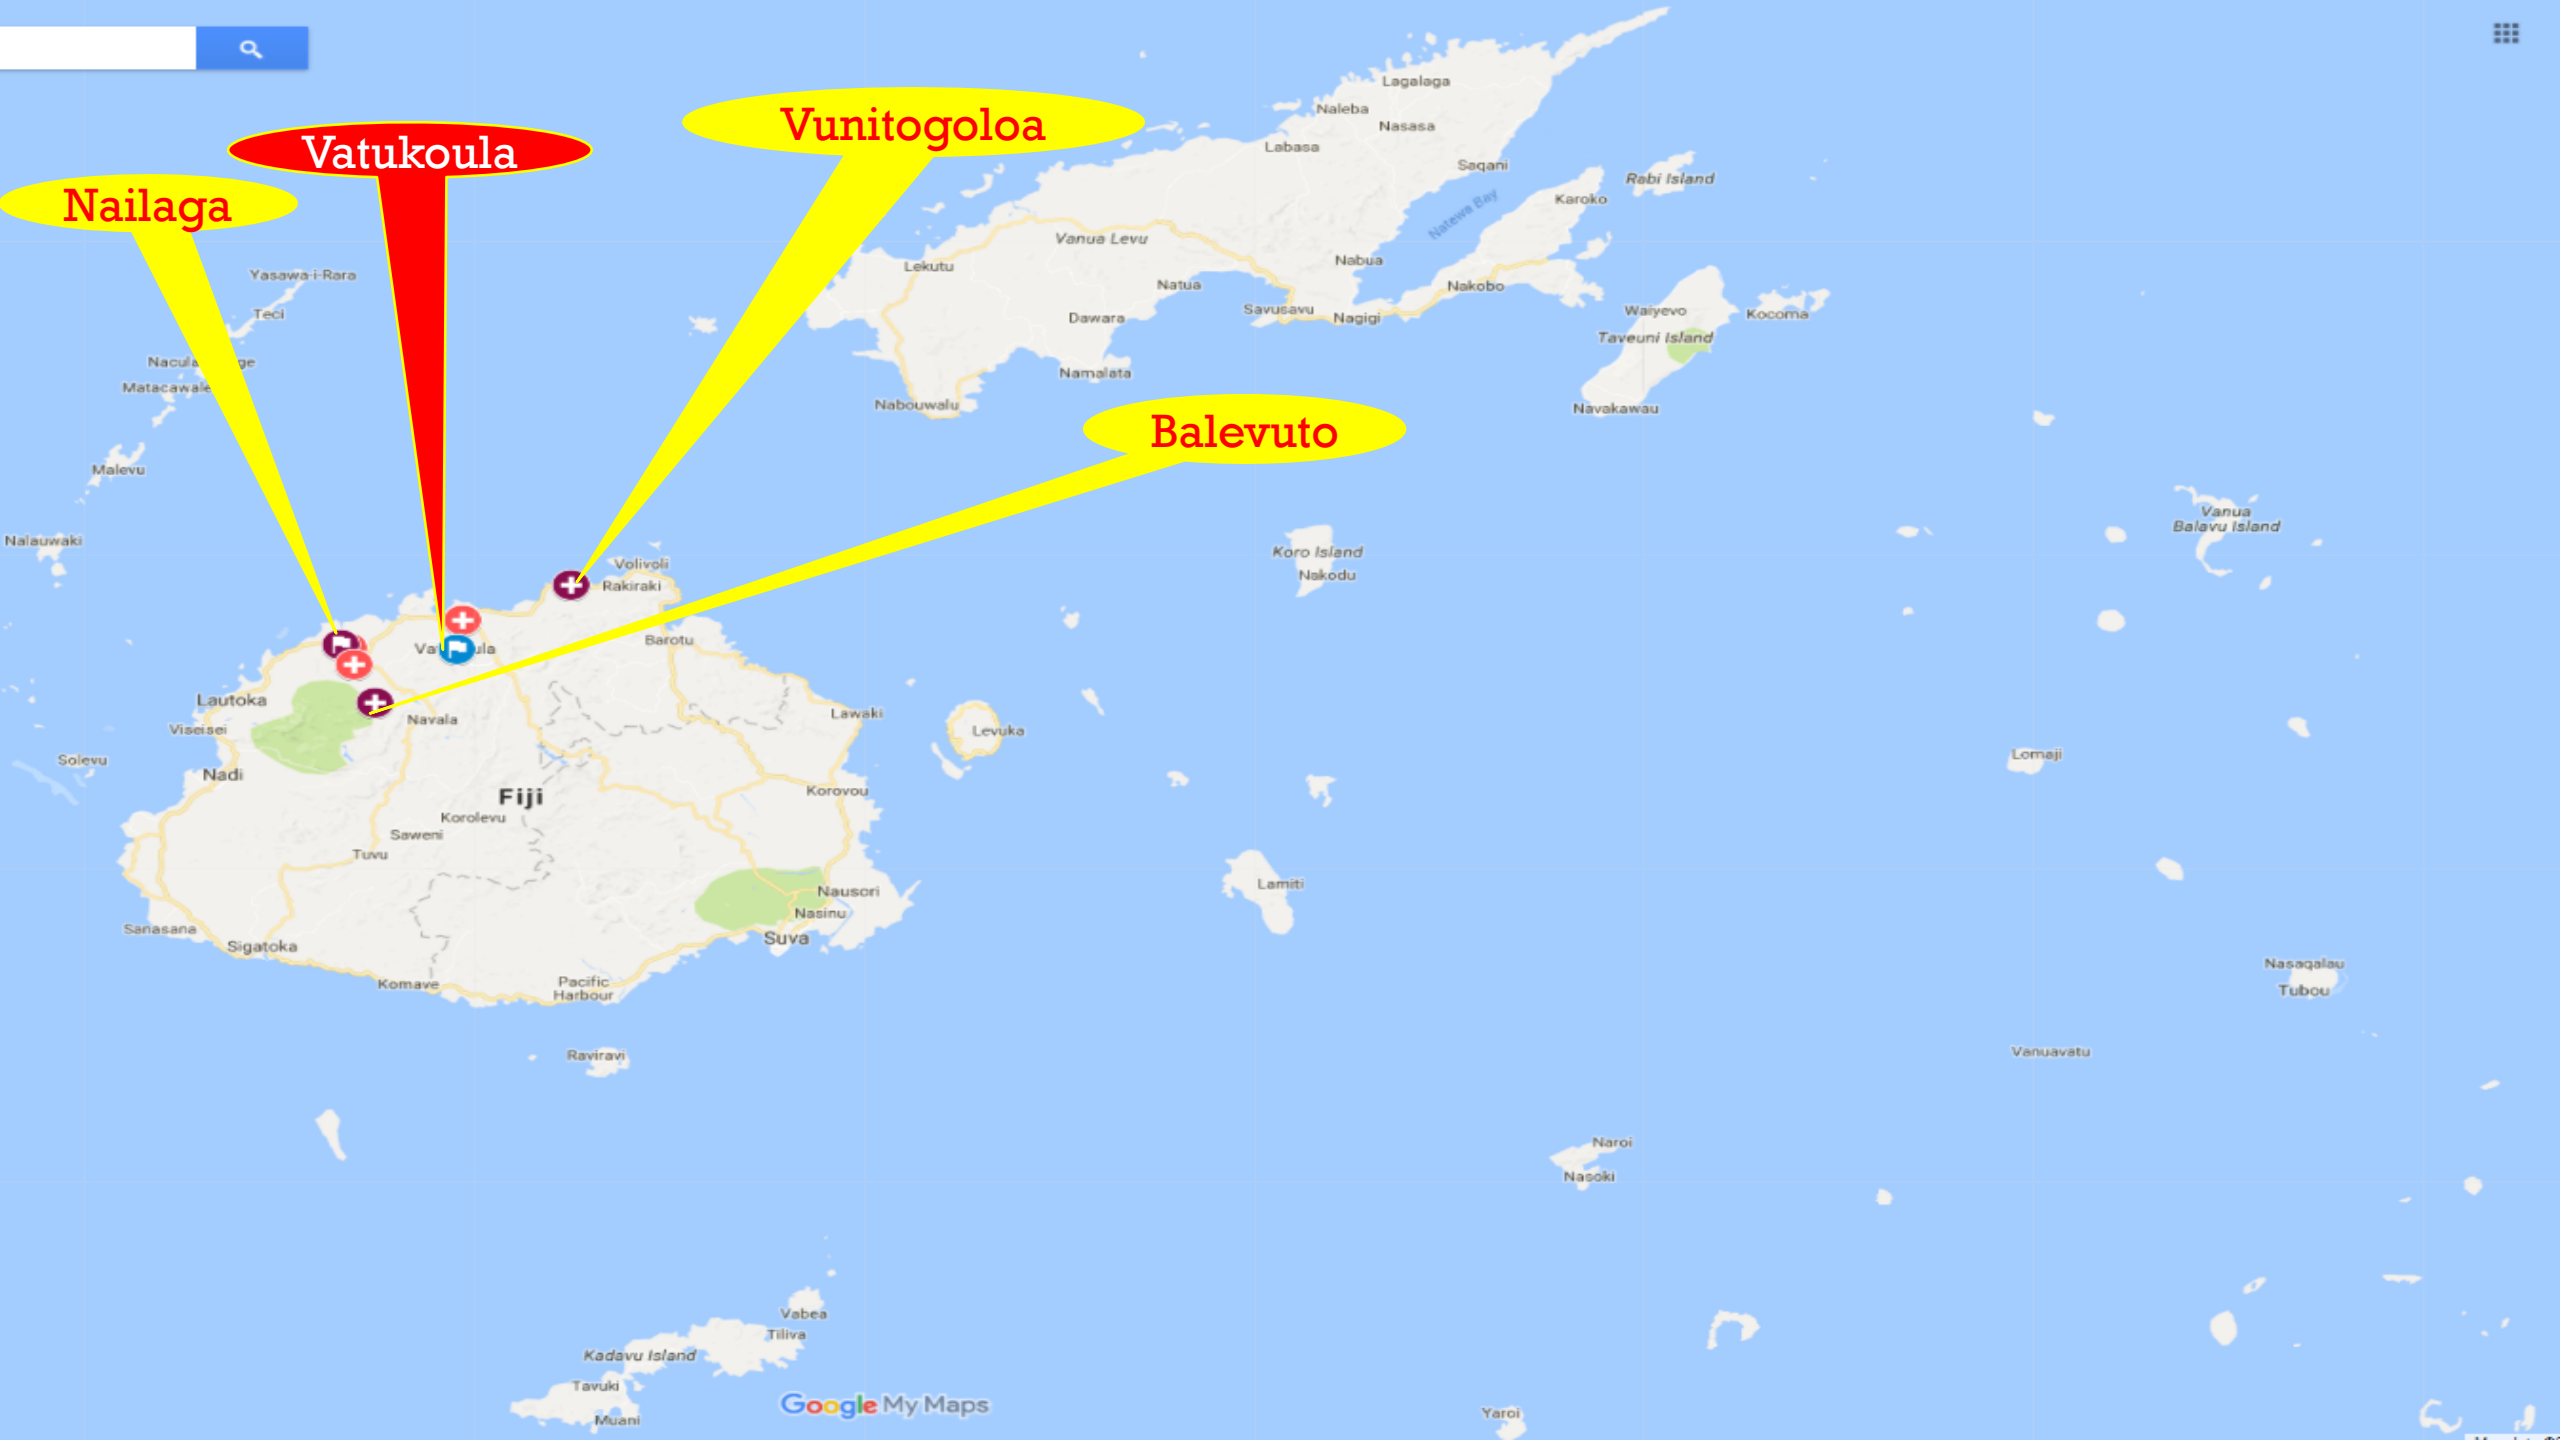 Lagalaga
Naleba
Vunitogoloa
Nasasa
Vatukoula
Labasa
Saqani
Rabi Island
Karoko
Nailaga
Natewa Bay
Vanua Levu
Nabua
Lekutu
Yasawa-i-Rara
Natua
Nakobo
Savusavu
Waiyevo
Teci
Kocoma
Dawara
Nagigi
Taveuni Island
Matacawale
Namalata
Nabouwalu
Navakawau
Balevuto
Malevu
Vanua
Balavu Island
Nalauwaki
Koro Island
Volivoli
Nakodu
Rakiraki
Barotu
Lautoka
Lawaki
Navala
Viseisei
Levuka
Lomaji
Solevu
Nadi
Korovou
Fiji
Korolevu
Saweni
Tuvu
Lamiti
Nausori
Nasinu
Sanasana
Suva
Sigatoka
Nasaqalau
Pacific
Harbour
Komave
Tubou
Vanuavatu
Raviravi
Naroi
Nasoki
Vabea
Tiliva
Kadavu Island
Tavuki
Google My Maps
Yaroi
Muani